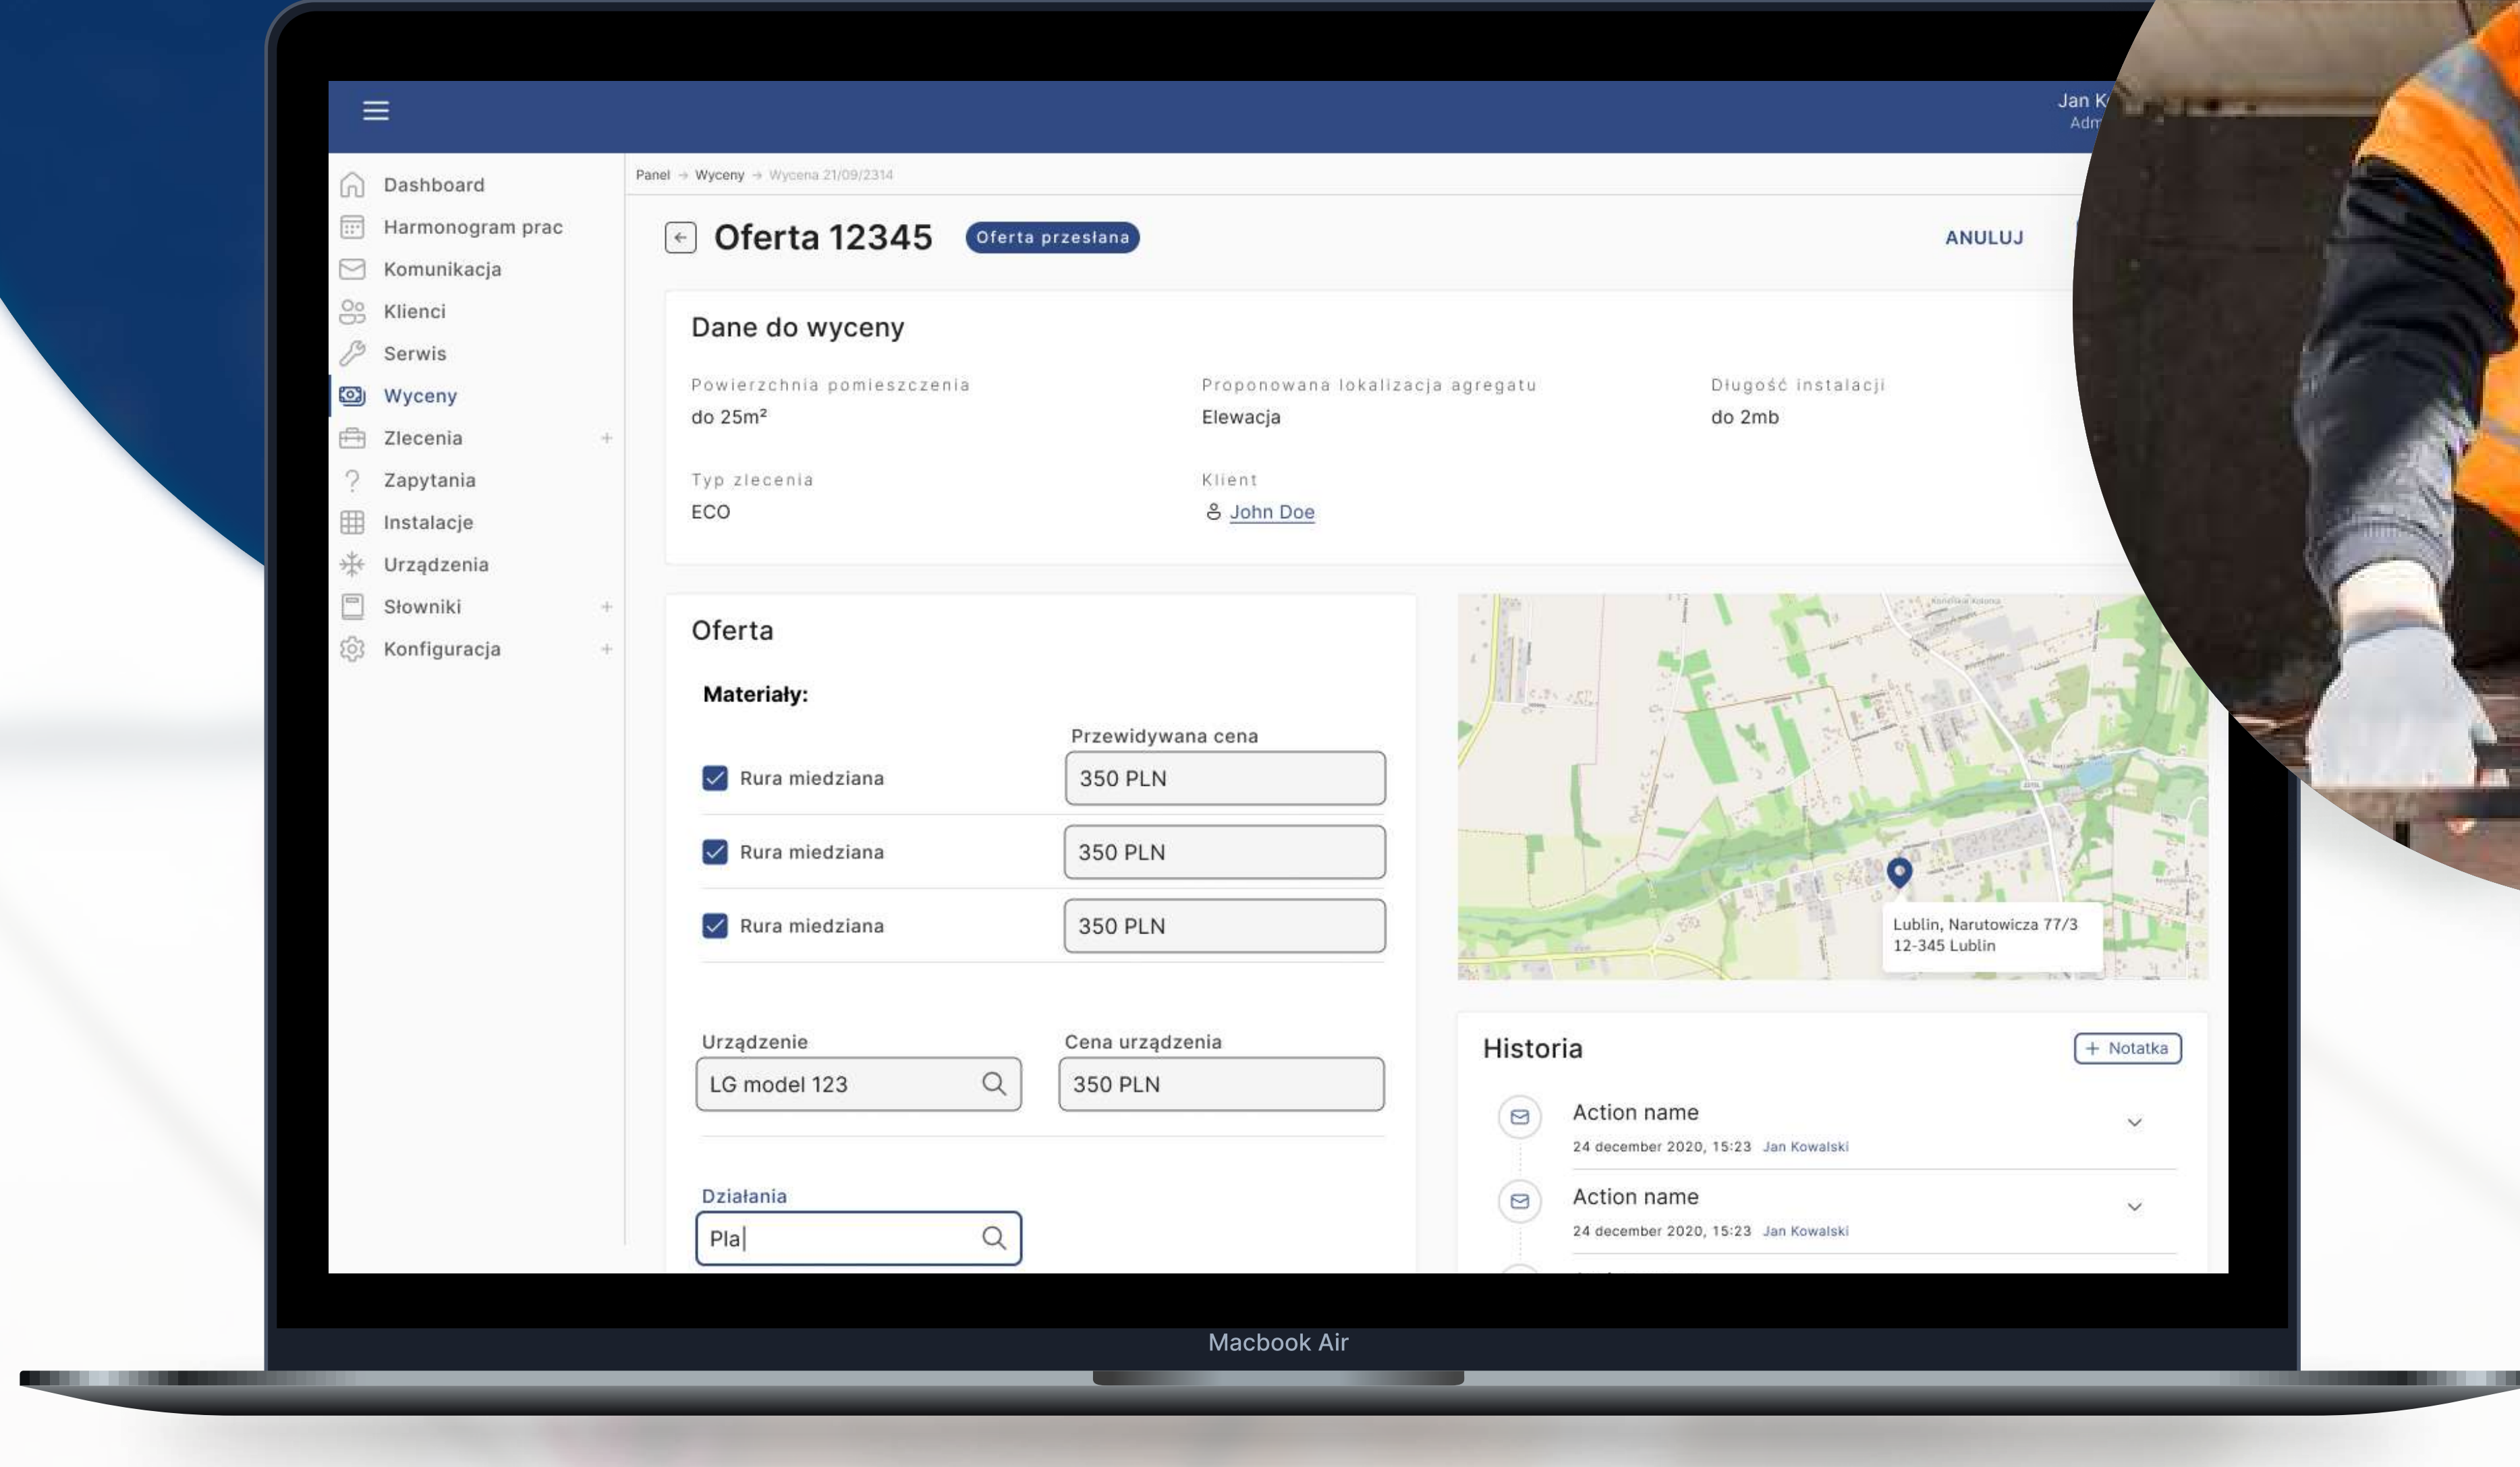 Jan K
Adm
Dashboard
Harmonogram prac
Komunikacja
Klienci
Serwis
Wyceny
Zlecenia
Zapytania
Instalacje
Urządzenia
Słowniki
Konfiguracja
Panel → Wyceny → Wycena 21/09/2314
Oferta 12345 Oferta przesłana ANULUJ
Dane do wyceny
Powierzchnia pomieszczenia Proponowana lokalizacja agregatu Długość instalacji
do 25m² Elewacja do 2mb
Typ zlecenia Klient
ECO John Doe
Oferta
Materiały:
Przewidywana cena
Rura miedziana 350 PLN
Rura miedziana 350 PLN
Rura miedziana 350 PLN
Urządzenie Cena urządzenia
LG model 123 350 PLN
Działania
Pla
Lublin, Narutowicza 77/3
12-345 Lublin
Historia + Notatka
Action name
24 december 2020, 15:23 Jan Kowalski
Action name
24 december 2020, 15:23 Jan Kowalski
Macbook Air